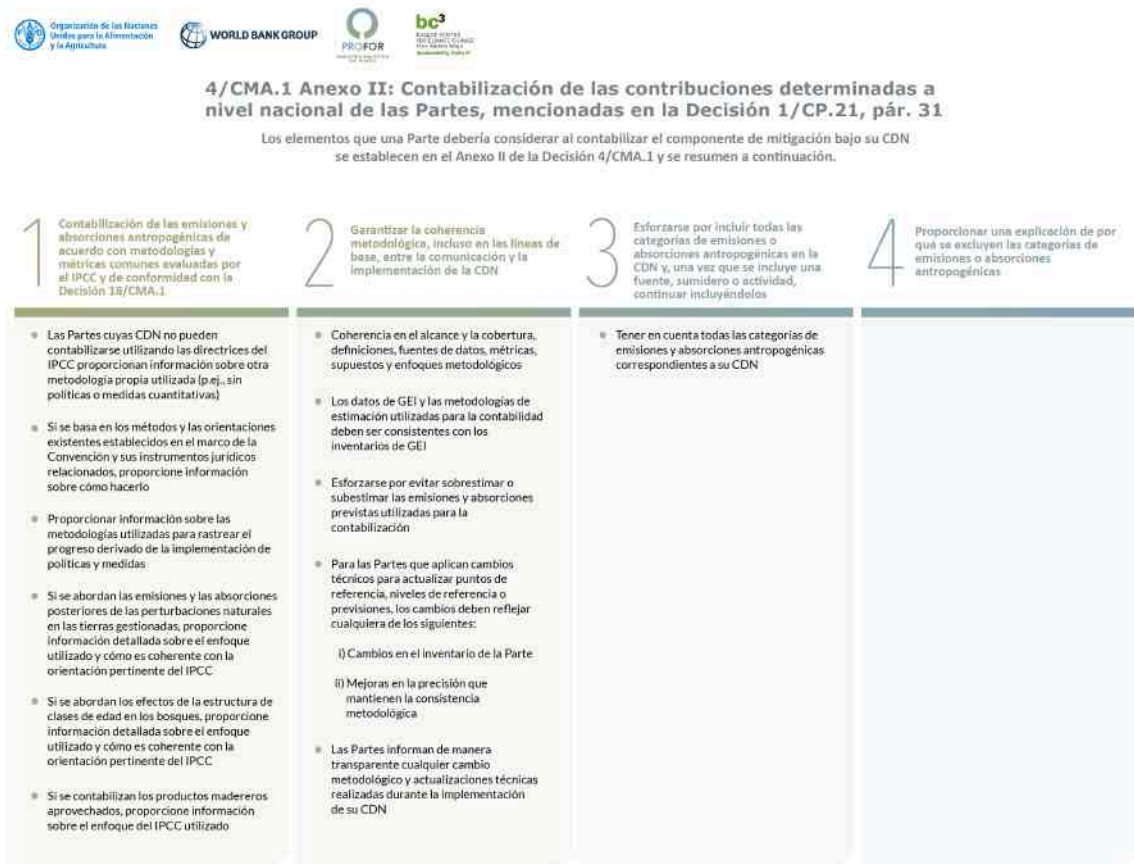 Organización de las Naciones
Unidas para la Alimentación
y la Agricultura
WORLD BANK GROUP
PROFOR
bc³
BASQUE CENTRE
FOR CLIMATE CHANGE
4/CMA.1 Anexo II: Contabilización de las contribuciones determinadas a
nivel nacional de las Partes, mencionadas en la Decisión 1/CP.21, pár. 31
Los elementos que una Parte debería considerar al contabilizar el componente de mitigación bajo su CDN
se establecen en el Anexo II de la Decisión 4/CMA.1 y se resumen a continuación.
1
Contabilización de las emisiones y
absorciones antropogénicas de
acuerdo con metodologías y
métricas comunes evaluadas por
el IPCC y de conformidad con la
Decisión 18/CMA.1
Las Partes cuyas CDN no pueden
contabilizarse utilizando las directrices del
IPCC proporcionan información sobre otra
metodología propia utilizada (p.ej., sin
políticas o medidas cuantitativas)
Si se basa en los métodos y las orientaciones
existentes establecidos en el marco de la
Convención y sus instrumentos jurídicos
relacionados, proporcione información
sobre cómo hacerlo
Proporcionar información sobre las
metodologías utilizadas para rastrear el
progreso derivado de la implementación de
políticas y medidas
Si se abordan las emisiones y las absorciones
posteriores de las perturbaciones naturales
en las tierras gestionadas, proporcione
información detallada sobre el enfoque
utilizado y cómo es coherente con la
orientación pertinente del IPCC
Si se abordan los efectos de la estructura de
clases de edad en los bosques, proporcione
información detallada sobre el enfoque
utilizado y cómo es coherente con la
orientación pertinente del IPCC
Si se contabilizan los productos madereros
aprovechados, proporcione información
sobre el enfoque del IPCC utilizado
2
Garantizar la coherencia
metodológica, incluso en las líneas de
base, entre la comunicación y la
implementación de la CDN
Coherencia en el alcance y la cobertura,
definiciones, fuentes de datos, métricas,
supuestos y enfoques metodológicos
Los datos de GEI y las metodologías de
estimación utilizadas para la contabilidad
deben ser consistentes con los
inventarios de GEI
Esforzarse por evitar sobrestimar o
subestimar las emisiones y absorciones
previstas utilizadas para la
contabilización
Para las Partes que aplican cambios
técnicos para actualizar puntos de
referencia, niveles de referencia o
previsiones, los cambios deben reflejar
cualquiera de los siguientes:
i) Cambios en el inventario de la Parte
ii) Mejoras en la precisión que
mantienen la consistencia
metodológica
Las Partes informan de manera
transparente cualquier cambio
metodológico y actualizaciones técnicas
realizadas durante la implementación
de su CDN
3
Esforzarse por incluir todas las
categorías de emisiones o
absorciones antropogénicas en la
CDN y, una vez que se incluye una
fuente, sumidero o actividad,
continuar incluyéndolos
Tener en cuenta todas las categorías de
emisiones y absorciones antropogénicas
correspondientes a su CDN
4
Proporcionar una explicación de por
qué se excluyen las categorías de
emisiones o absorciones
antropogénicas